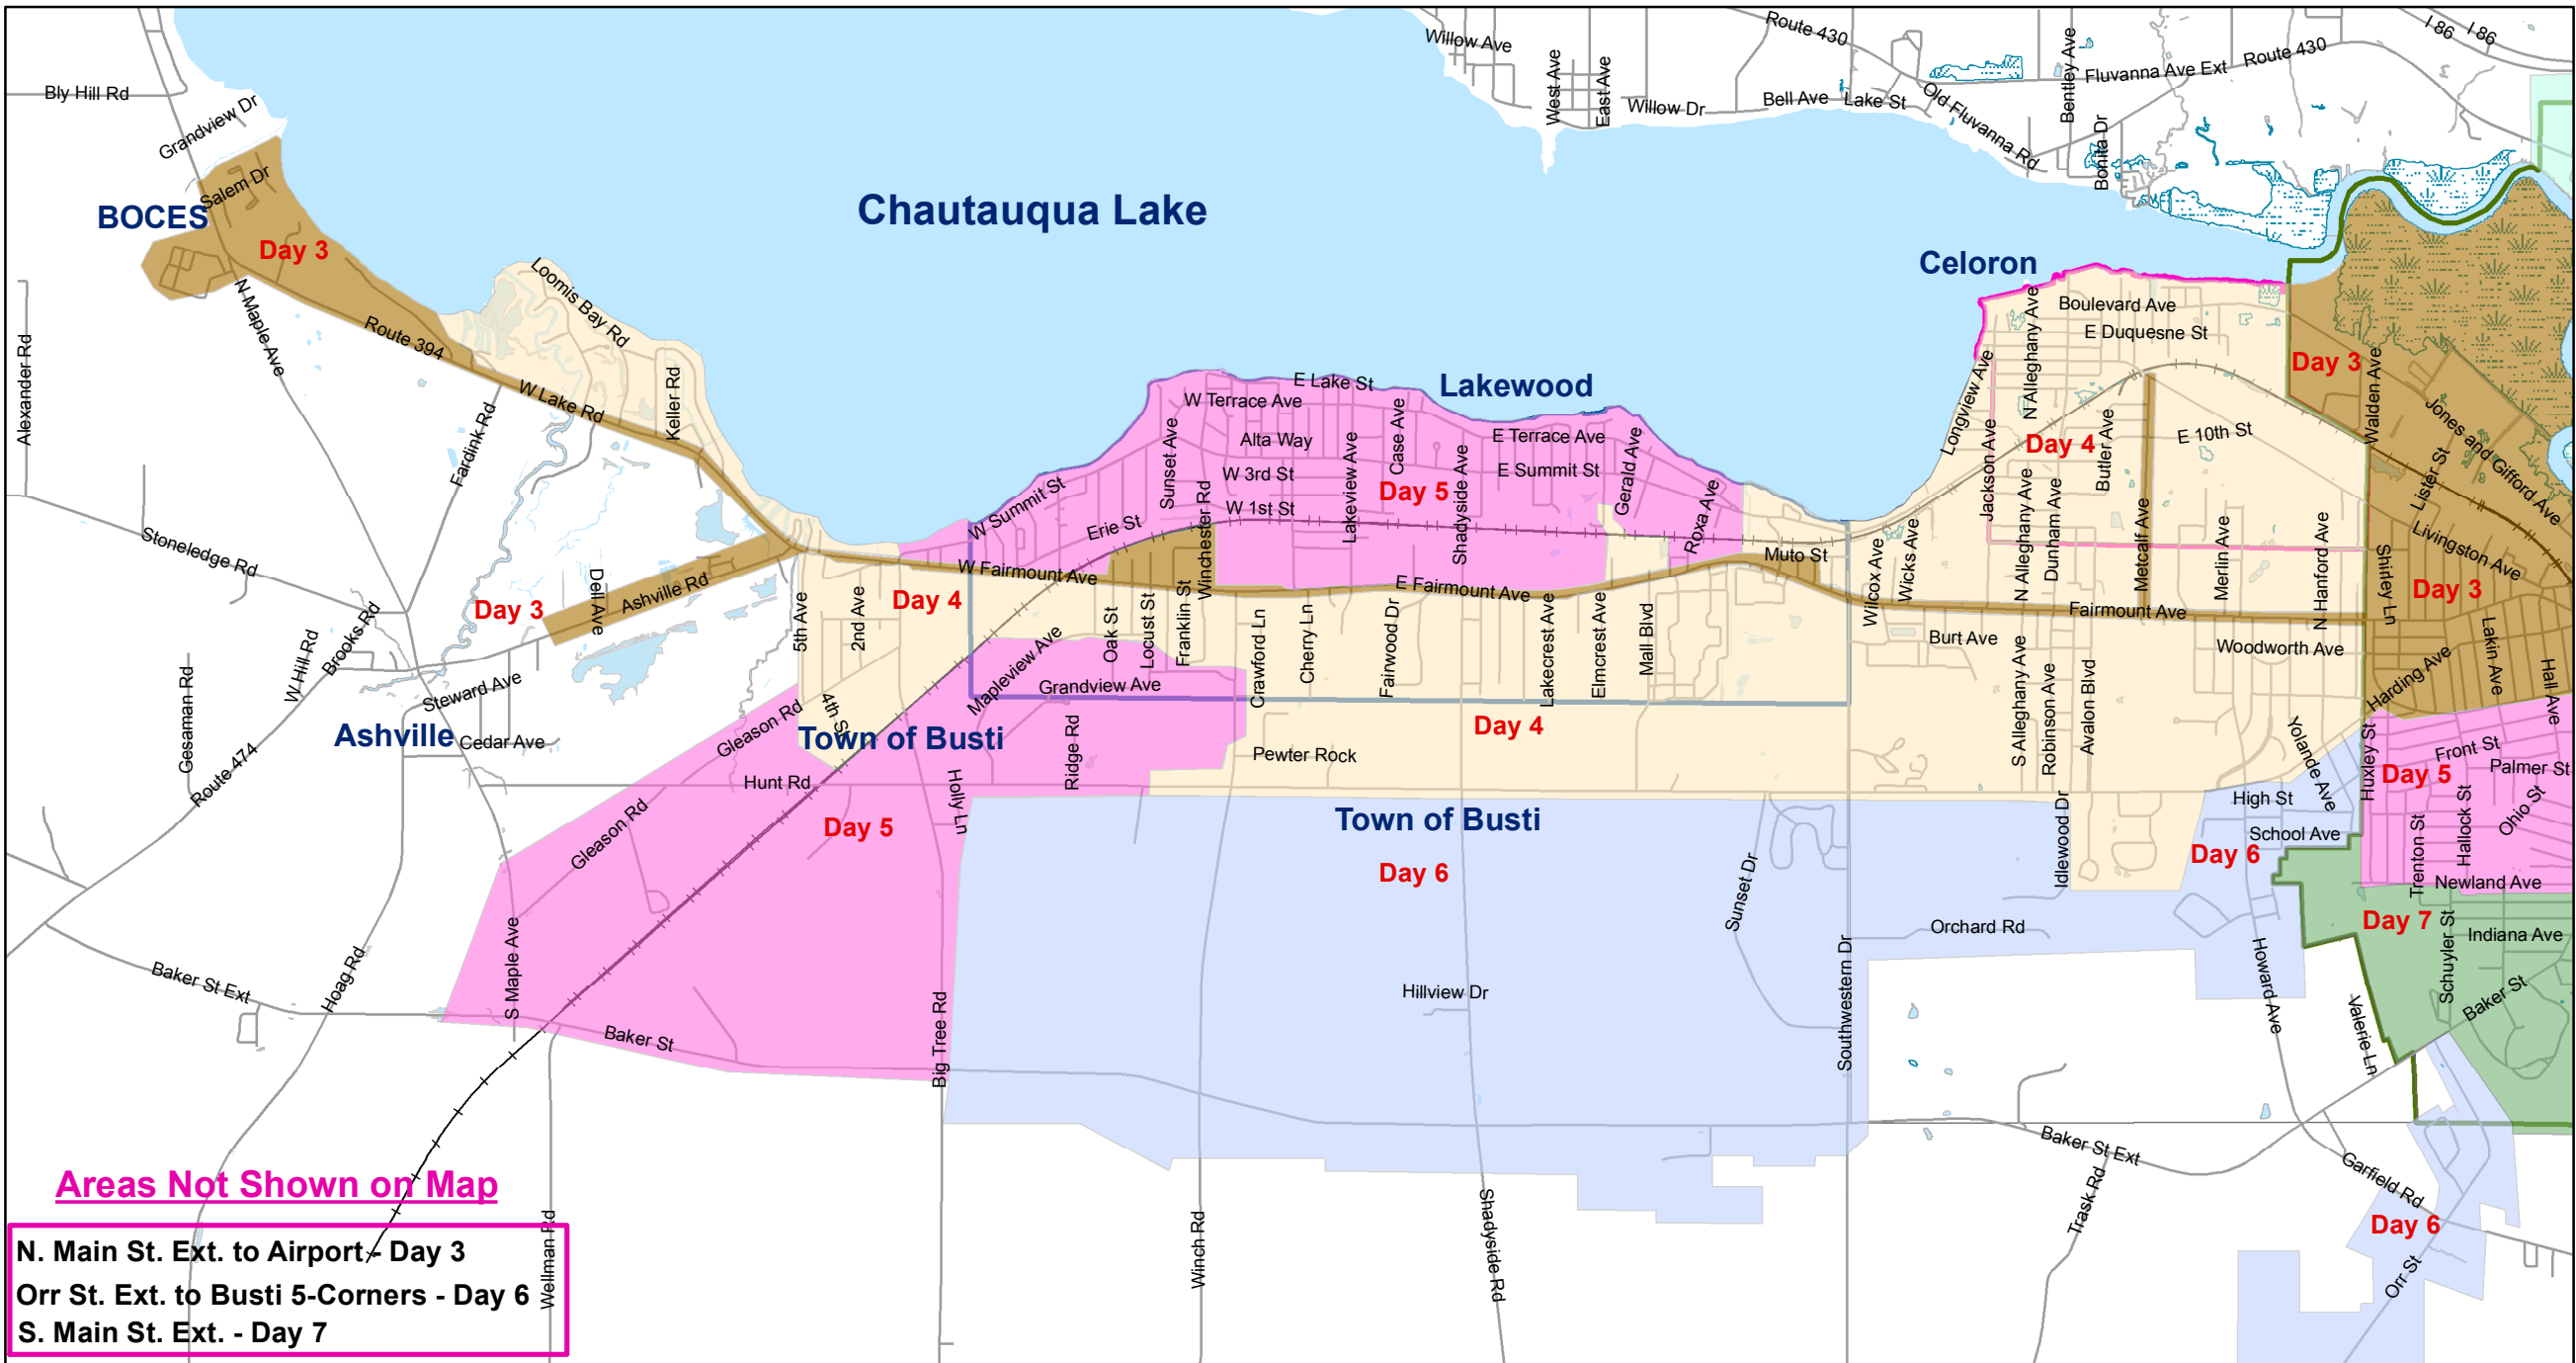 Willow Ave
West Ave
East Ave
Willow Dr
Route 430
Bell Ave
Lake St
Old Fluvanna Rd
Bentley Ave
Bonita Dr
Fluvanna Ave Ext
Route 430
I 86
I 86
Bly Hill Rd
Grandview Dr
Salem Dr
BOCES
Day 3
Chautauqua Lake
Celoron
N Maple Ave
Route 394
Loomis Bay Rd
Keller Rd
W Lake Rd
Fardink Rd
Alexander Rd
Stoneledge Rd
Brooks Rd
W Hill Rd
Gesaman Rd
Route 474
Steward Ave
Ashville
Cedar Ave
Day 3
Dell Ave
Ashville Rd
5th Ave
2nd Ave
Day 4
4th St
Gleason Rd
Gleason Rd
Hunt Rd
Town of Busti
Day 5
Holly Ln
Ridge Rd
Mapleview Ave
Grandview Ave
Lakewood
E Lake St
W Terrace Ave
Alta Way
W 3rd St
W 1st St
Sunset Ave
Winchester Rd
W Summit St
Erie St
Lakeview Ave
Case Ave
Day 5
Shadyside Ave
E Terrace Ave
E Summit St
Gerald Ave
Roxa Ave
Muto St
W Fairmount Ave
E Fairmount Ave
Oak St
Locust St
Franklin St
Crawford Ln
Cherry Ln
Fairwood Dr
Lakecrest Ave
Elmcrest Ave
Mall Blvd
Day 4
Pewter Rock
Town of Busti
Day 6
Boulevard Ave
E Duquesne St
N Alleghany Ave
Longview Ave
Jackson Ave
Day 4
Butler Ave
E 10th St
N Alleghany Ave
Dunham Ave
Metcalf Ave
Merlin Ave
N Hanford Ave
Wilcox Ave
Wicks Ave
Fairmount Ave
Burt Ave
Woodworth Ave
S Alleghany Ave
Robinson Ave
Avalon Blvd
Yolande Ave
Day 3
Walden Ave
Jones and Gifford Ave
Lister St
Livingston Ave
Shirley Ln
Day 3
Lakin Ave
Hall Ave
Harding Ave
Huxley St
Front St
Day 5
Palmer St
Ohio St
Hallock St
Trenton St
Newland Ave
High St
School Ave
Day 6
Day 7
Indiana Ave
Schuyler St
Baker St
Idlewood Dr
Orchard Rd
Sunset Dr
Southwestern Dr
Howard Ave
Valerie Ln
Hillview Dr
Baker St Ext
Hoag Rd
S Maple Ave
Baker St
Big Tree Rd
Wellman Rd
Winch Rd
Shadyside Rd
Baker St Ext
Trask Rd
Garfield Rd
Day 6
Orr St
Areas Not Shown on Map
N. Main St. Ext. to Airport - Day 3
Orr St. Ext. to Busti 5-Corners - Day 6
S. Main St. Ext. - Day 7